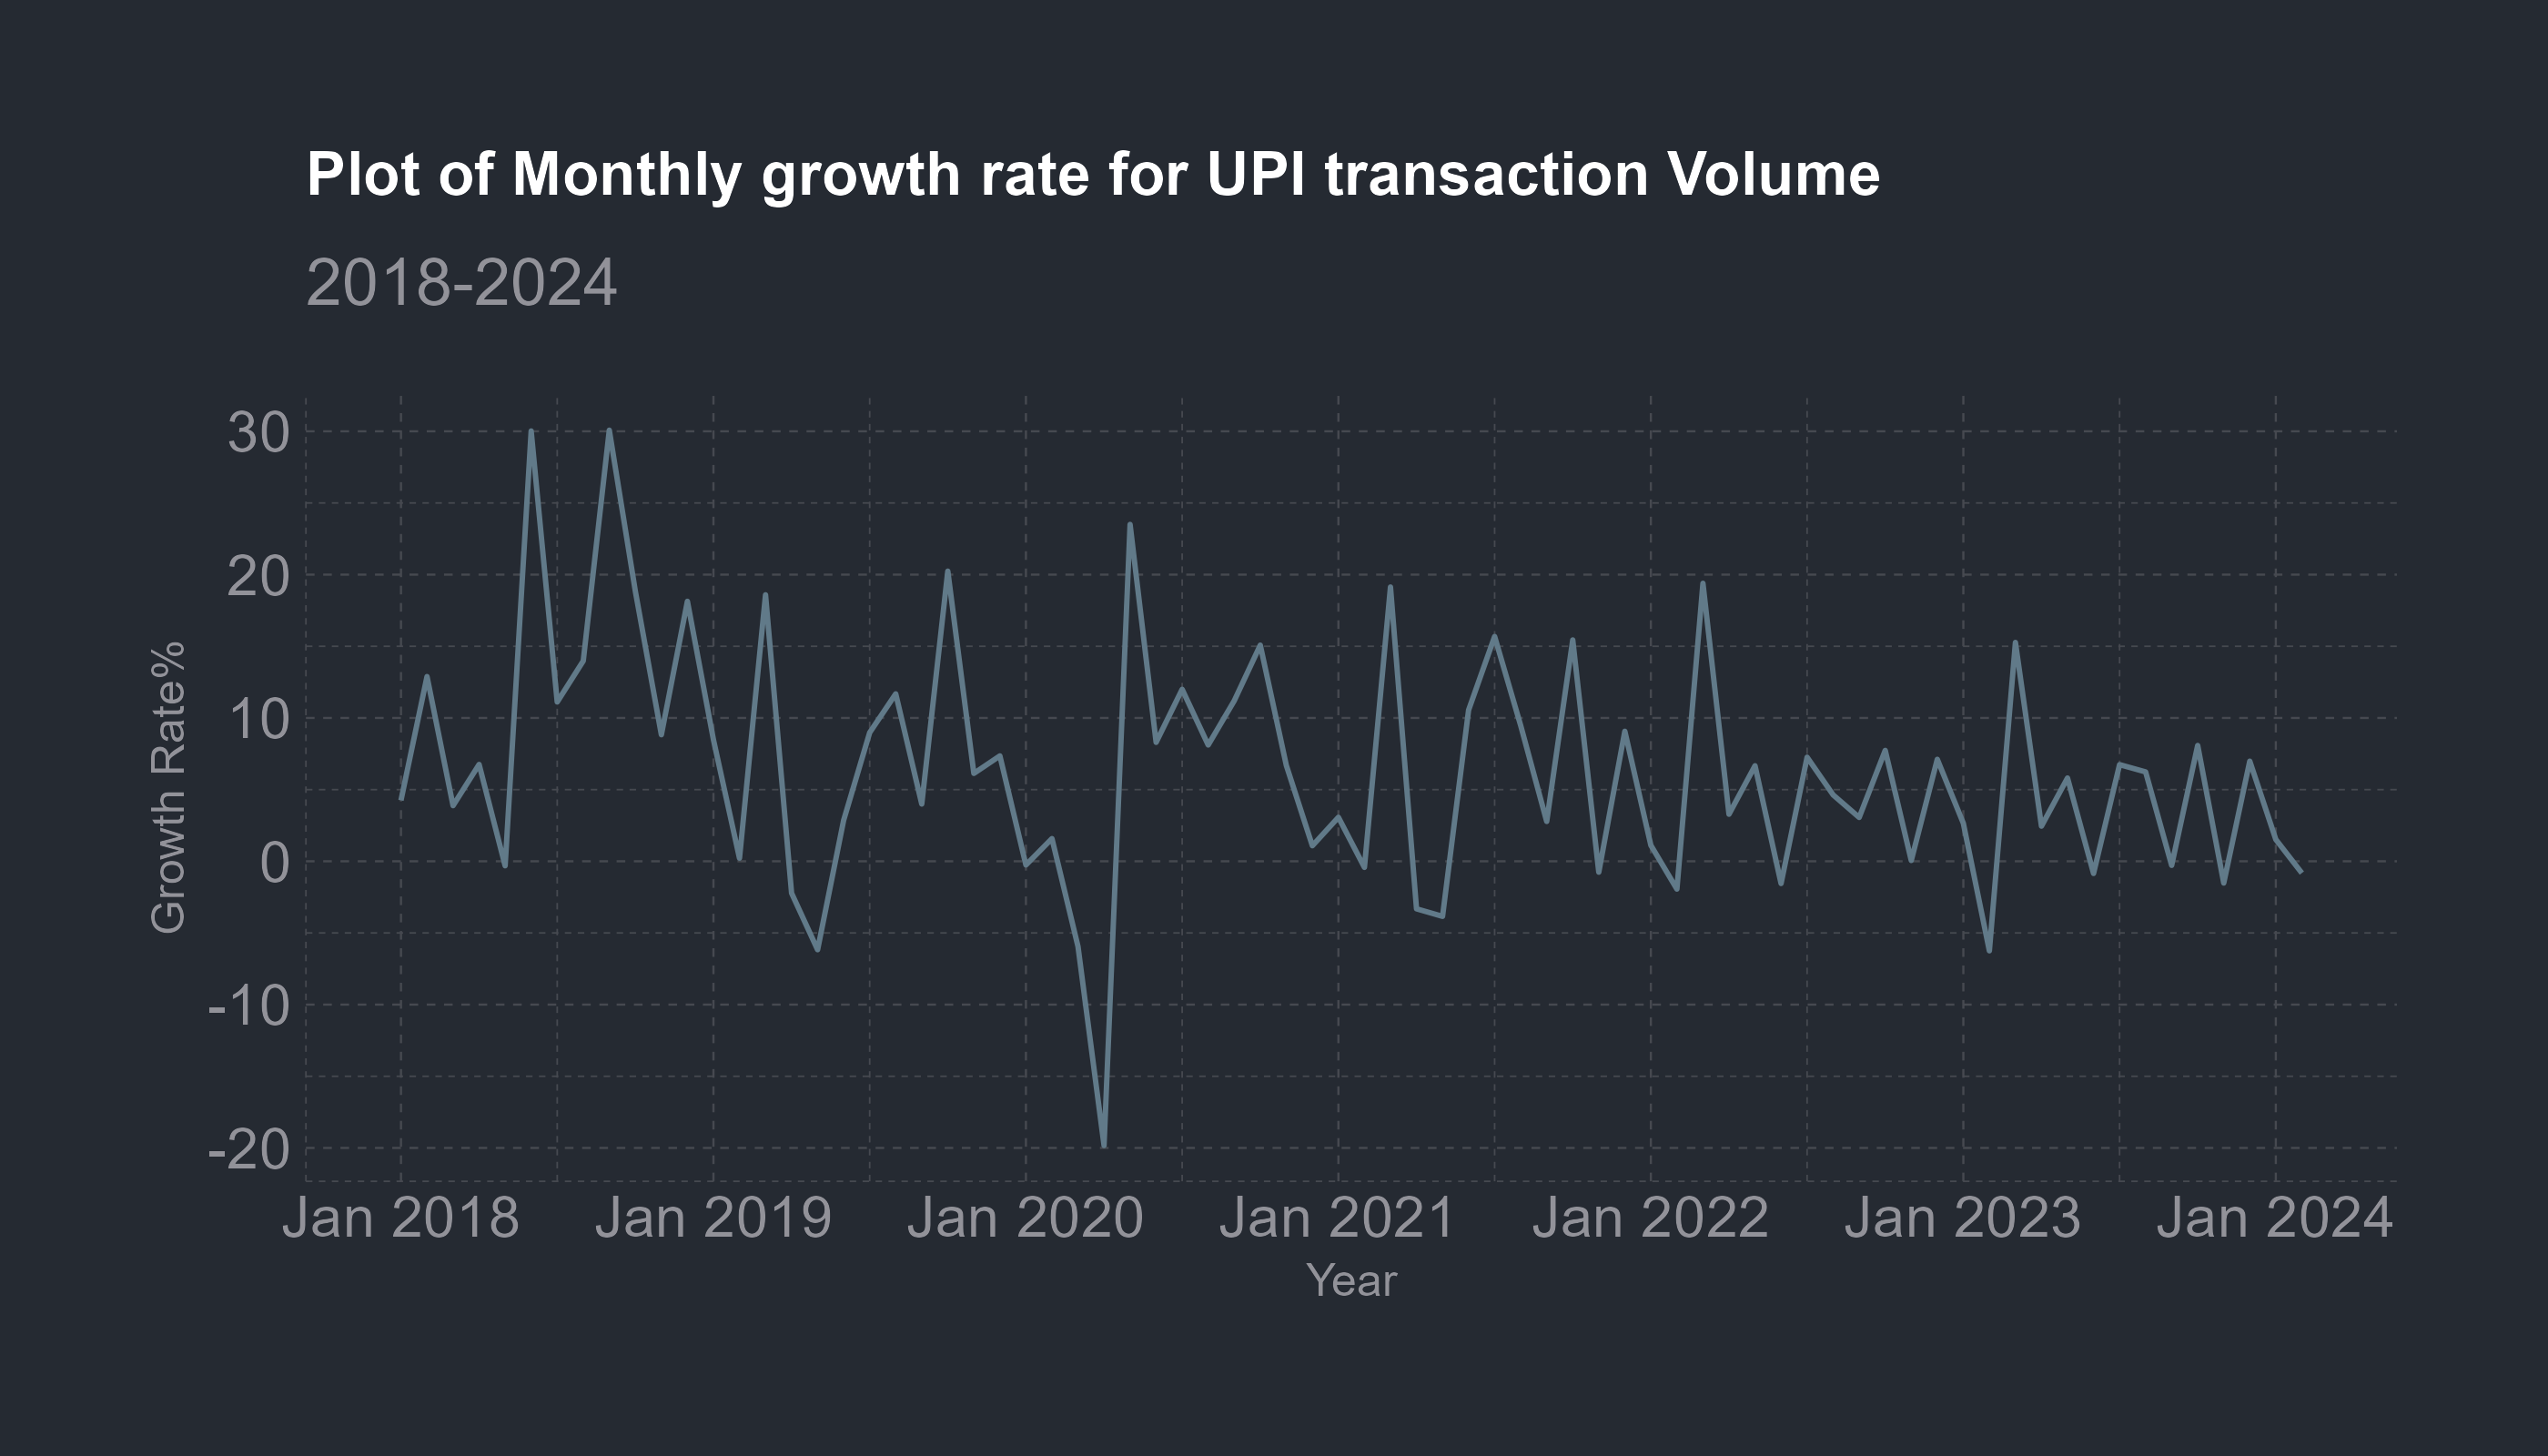 Plot of Monthly growth rate for UPI transaction Volume
2018-2024
30
20
10
0
-10
-20
Growth Rate%
Jan 2018 Jan 2019 Jan 2020 Jan 2021 Jan 2022 Jan 2023 Jan 2024
Year